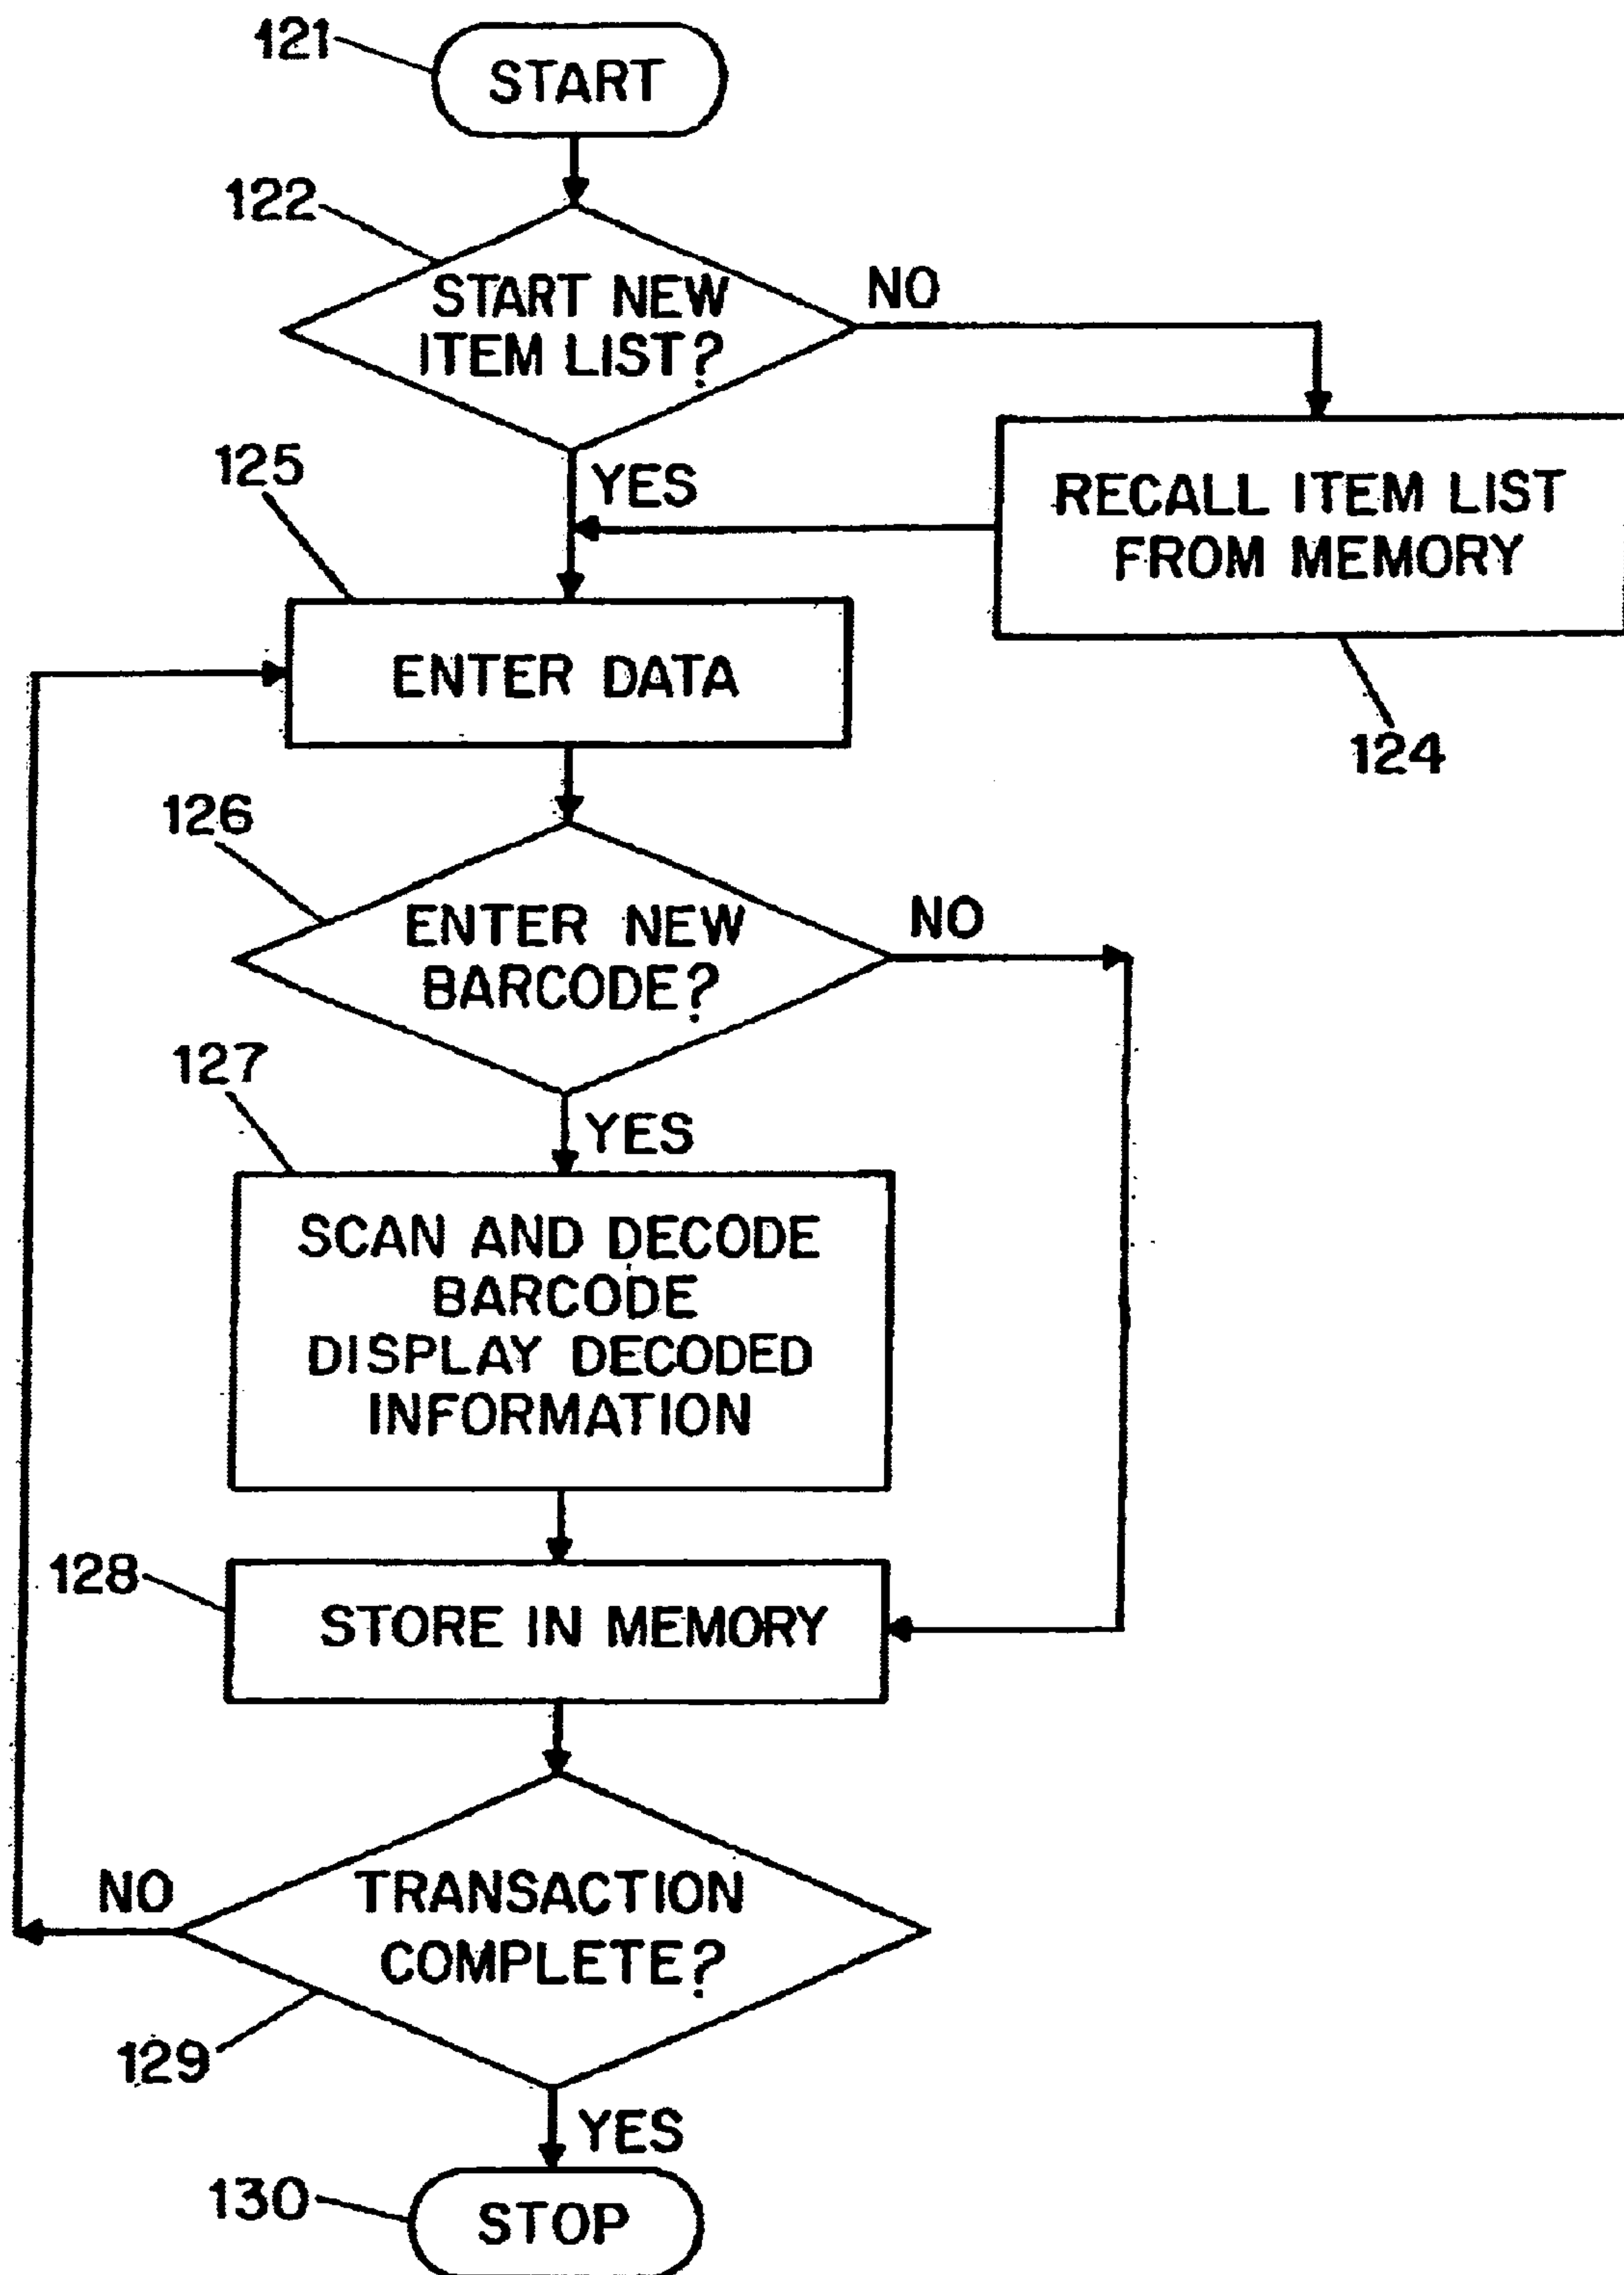 121
START
122
START NEW
ITEM LIST?
NO
125
YES
RECALL ITEM LIST
FROM MEMORY
124
ENTER DATA
126
ENTER NEW
BARCODE?
NO
127
YES
SCAN AND DECODE
BARCODE
DISPLAY DECODED
INFORMATION
128
STORE IN MEMORY
NO
TRANSACTION
COMPLETE?
129
YES
130
STOP